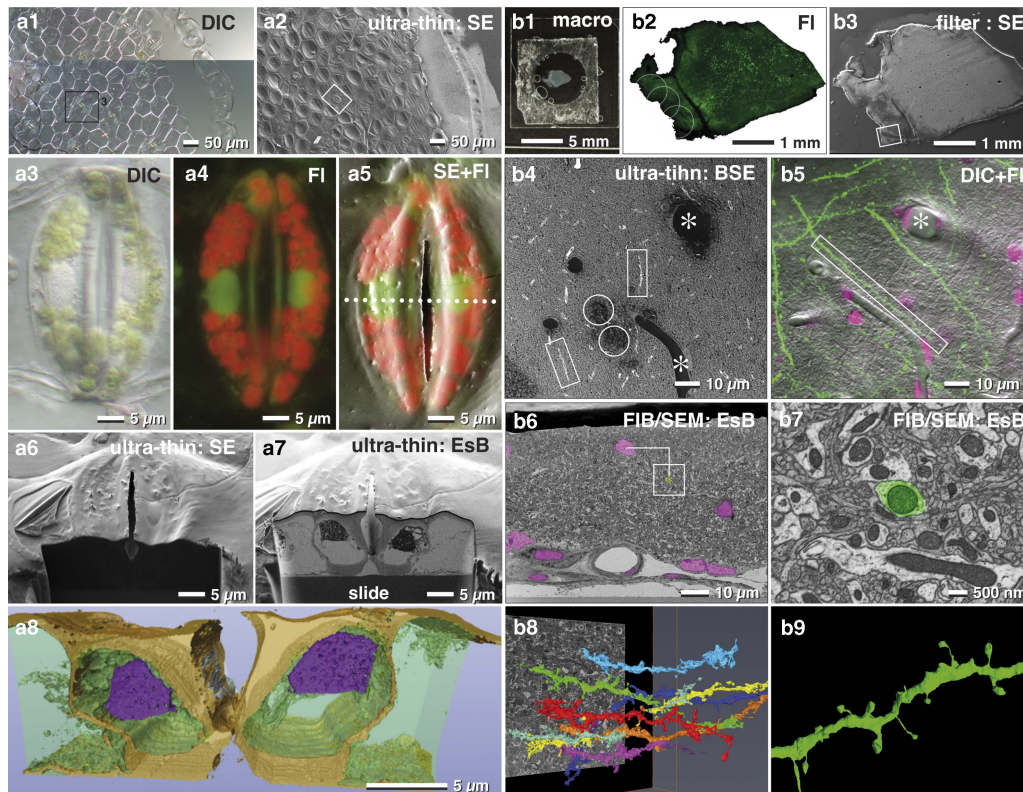 a1 DIC
3
50 µm
a2 ultra-thin: SE
50 µm
b1 macro
5 mm
b2 Fl
1 mm
b3 filter : SE
1 mm
a3 DIC
5 µm
a4 Fl
5 µm
a5 SE+Fl
5 µm
b4 ultra-tihn: BSE
*
*
10 µm
b5 DIC+Fl
*
10 µm
a6 ultra-thin: SE
5 µm
a7 ultra-thin: EsB
slide
5 µm
b6 FIB/SEM: EsB
10 µm
b7 FIB/SEM: EsB
500 nm
a8
5 µm
b8
b9